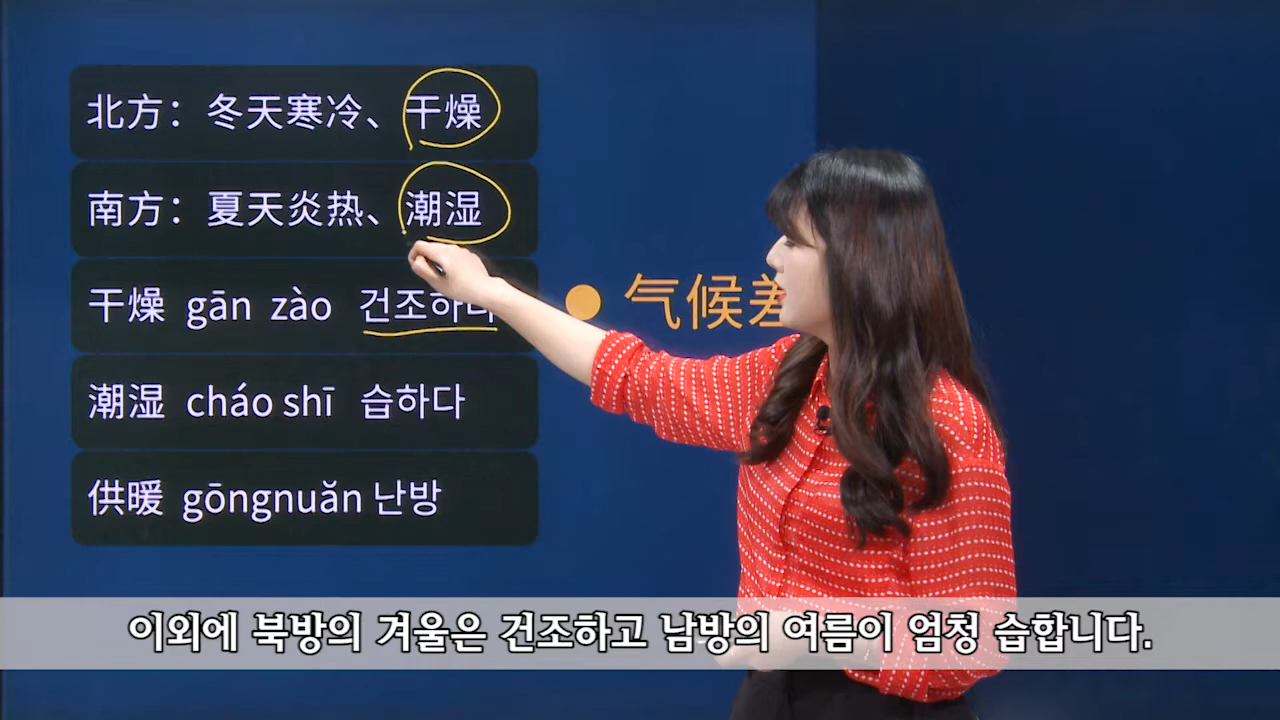 北方：冬天寒冷、干燥
南方：夏天炎热、潮湿
干燥 gān zào 건조하다
潮湿 cháo shī 습하다
供暖 gōngnuǎn 난방
气候差
이외에 북방의 겨울은 건조하고 남방의 여름이 엄청 습합니다.